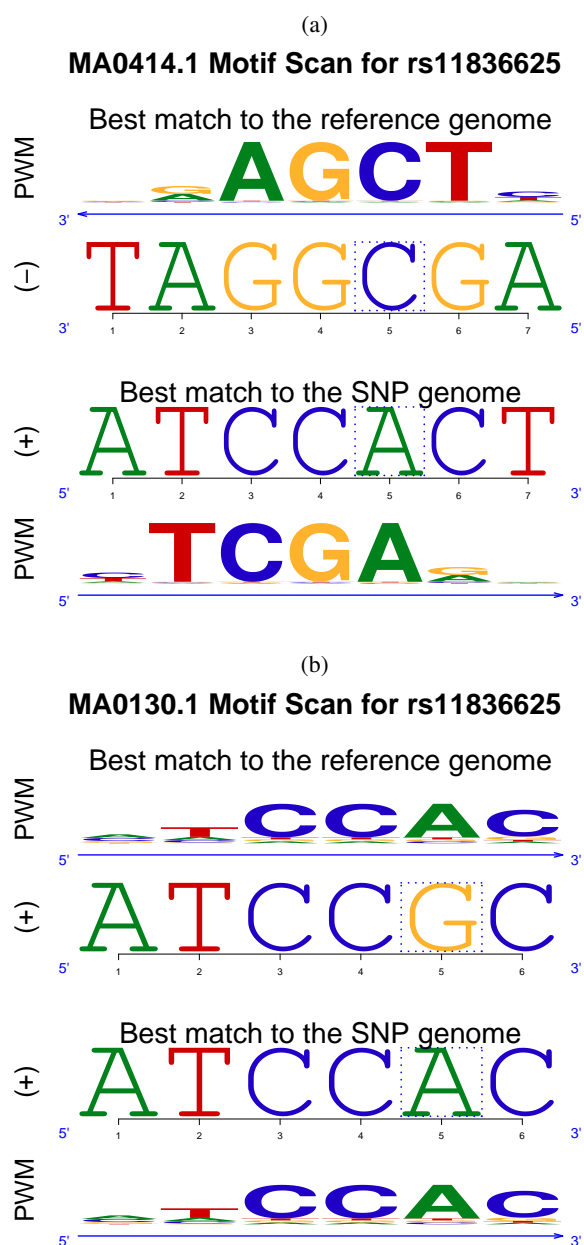 (a)
MA0414.1 Motif Scan for rs11836625
Best match to the reference genome
PWM
AGCT
3' 5'
(−)
TAGGCGA
3' 1 2 3 4 5 6 7 5'
Best match to the SNP genome
(+)
ATCCACT
5' 1 2 3 4 5 6 7 3'
PWM
TCGA
5' 3'
(b)
MA0130.1 Motif Scan for rs11836625
Best match to the reference genome
PWM
ATCCAC
5' 3'
(+)
ATCCGC
5' 1 2 3 4 5 6 3'
Best match to the SNP genome
(+)
ATCCAC
5' 1 2 3 4 5 6 3'
PWM
ATCCAC
5' 3'